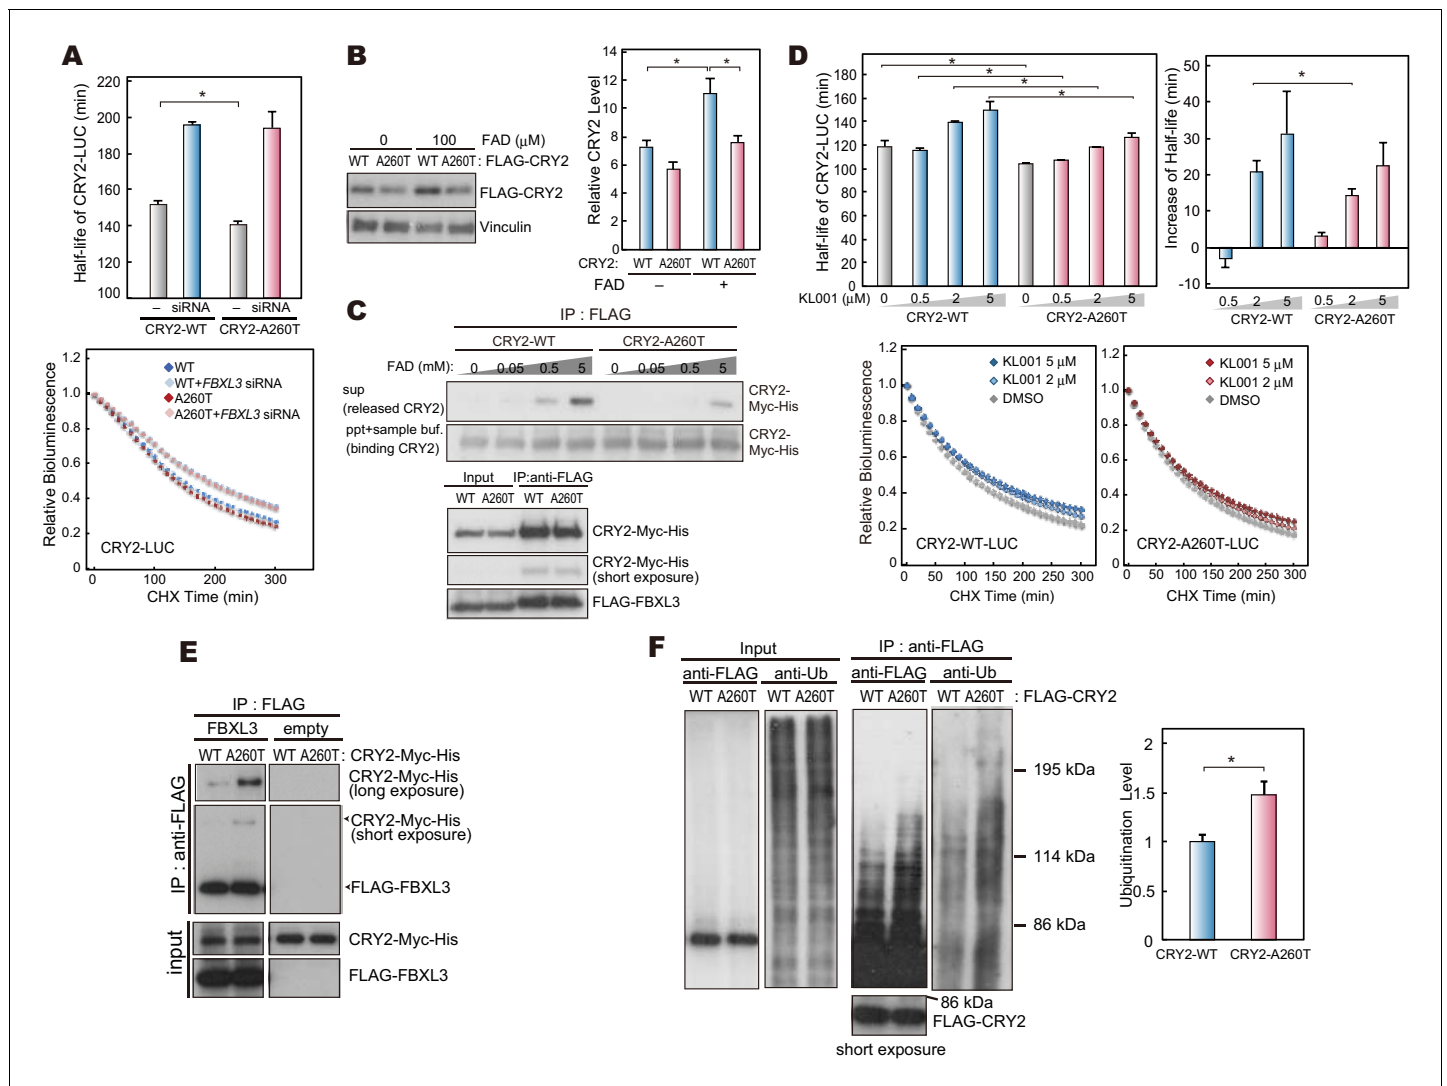 A
Half-life of CRY2-LUC (min)
220
200
180
160
140
120
100
*
– siRNA – siRNA
CRY2-WT CRY2-A260T
Relative Bioluminescence
1.2
1.0
0.8
0.6
0.4
0.2
0
WT
WT+FBXL3 siRNA
A260T
A260T+FBXL3 siRNA
CRY2-LUC
0 100 200 300
CHX Time (min)
B
0 100 FAD (μM)
WT A260T WT A260T : FLAG-CRY2
FLAG-CRY2
Vinculin
Relative CRY2 Level
14
12
10
8
6
4
2
0
* *
CRY2: WT A260T WT A260T
FAD – +
C
IP : FLAG
CRY2-WT CRY2-A260T
FAD (mM): 0 0.05 0.5 5 0 0.05 0.5 5
sup
(released CRY2)
CRY2-
Myc-His
ppt+sample buf.
(binding CRY2)
CRY2-
Myc-His
Input IP:anti-FLAG
WT A260T WT A260T
CRY2-Myc-His
CRY2-Myc-His
(short exposure)
FLAG-FBXL3
D
Half-life of CRY2-LUC (min)
180
160
140
120
100
80
60
40
20
0
*
*
*
*
KL001 (μM) 0 0.5 2 5 0 0.5 2 5
CRY2-WT CRY2-A260T
Increase of Half-life (min)
50
40
30
20
10
0
-10
*
0.5 2 5 0.5 2 5
CRY2-WT CRY2-A260T
Relative Bioluminescence
1.2
1.0
0.8
0.6
0.4
0.2
0
KL001 5 μM
KL001 2 μM
DMSO
CRY2-WT-LUC
0 50 100 150 200 250 300
CHX Time (min)
1.2
1.0
0.8
0.6
0.4
0.2
0
KL001 5 μM
KL001 2 μM
DMSO
CRY2-A260T-LUC
0 50 100 150 200 250 300
CHX Time (min)
E
IP : FLAG
FBXL3 empty
WT A260T WT A260T : CRY2-Myc-His
IP : anti-FLAG
CRY2-Myc-His
(long exposure)
CRY2-Myc-His
(short exposure)
FLAG-FBXL3
input
CRY2-Myc-His
FLAG-FBXL3
F
Input IP : anti-FLAG
anti-FLAG anti-Ub anti-FLAG anti-Ub
WT A260T WT A260T WT A260T WT A260T : FLAG-CRY2
195 kDa
114 kDa
86 kDa
86 kDa
FLAG-CRY2
short exposure
Ubiquitination Level
2
1.5
1
0.5
0
*
CRY2-WT CRY2-A260T